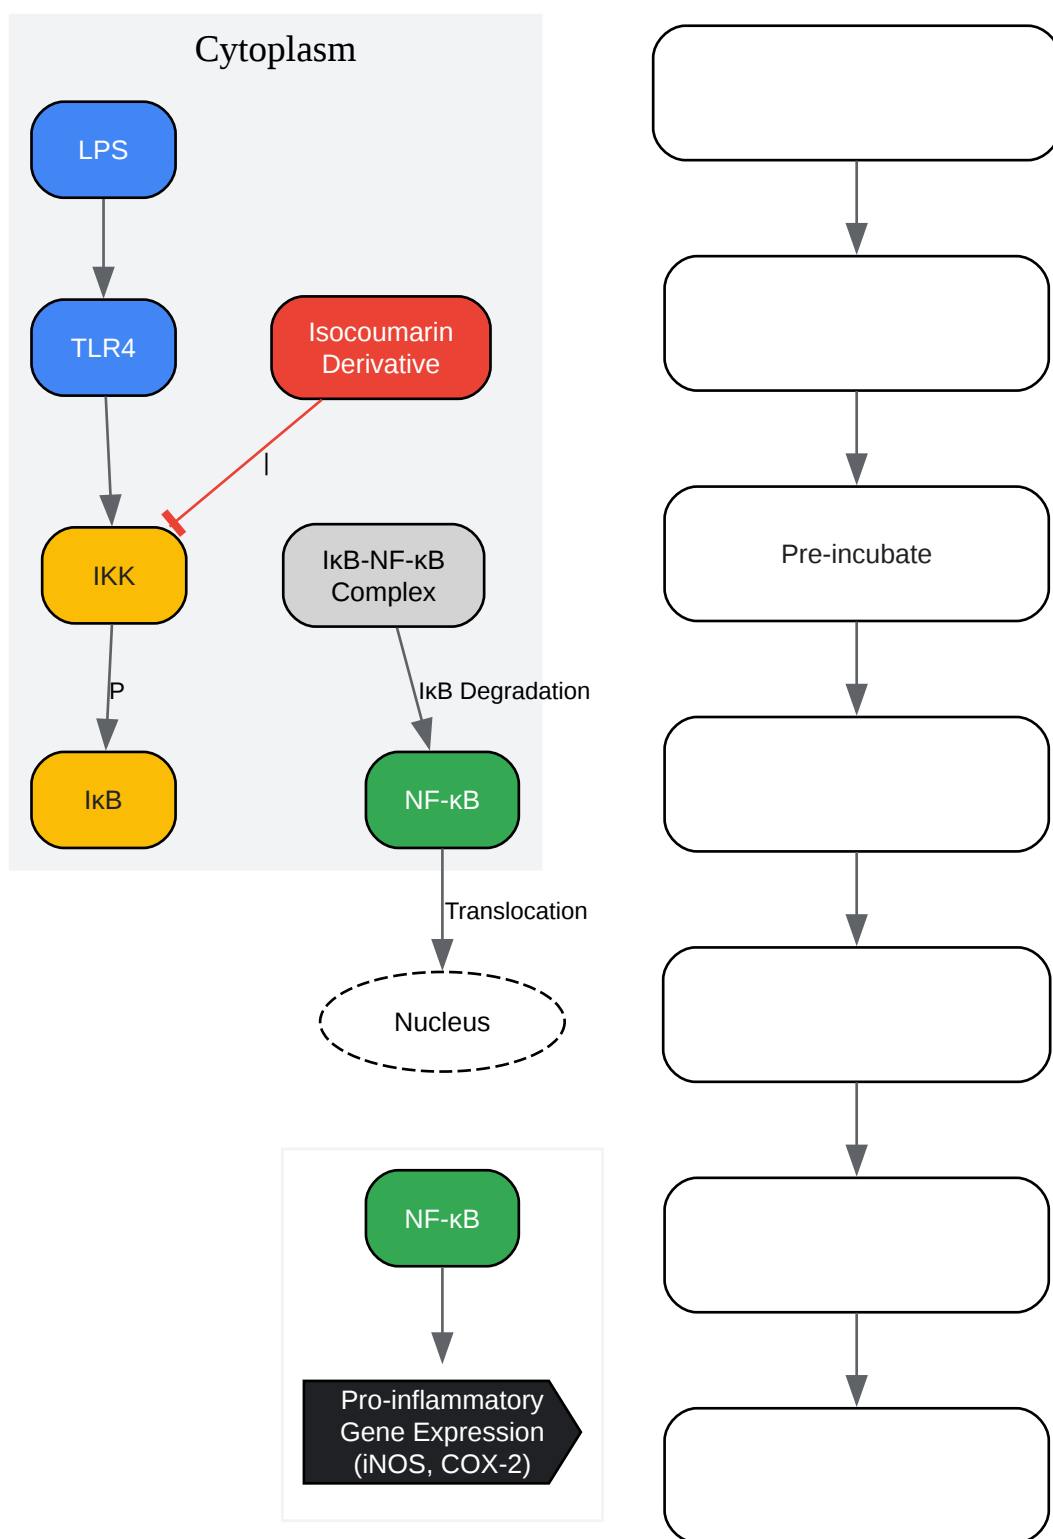 Cytoplasm
LPS
TLR4
Isocoumarin
Derivative
|
IKK
IκB-NF-κB
Complex
P
IκB Degradation
IκB
NF-κB
Translocation
Nucleus
NF-κB
Pro-inflammatory
Gene Expression
(iNOS, COX-2)
Pre-incubate